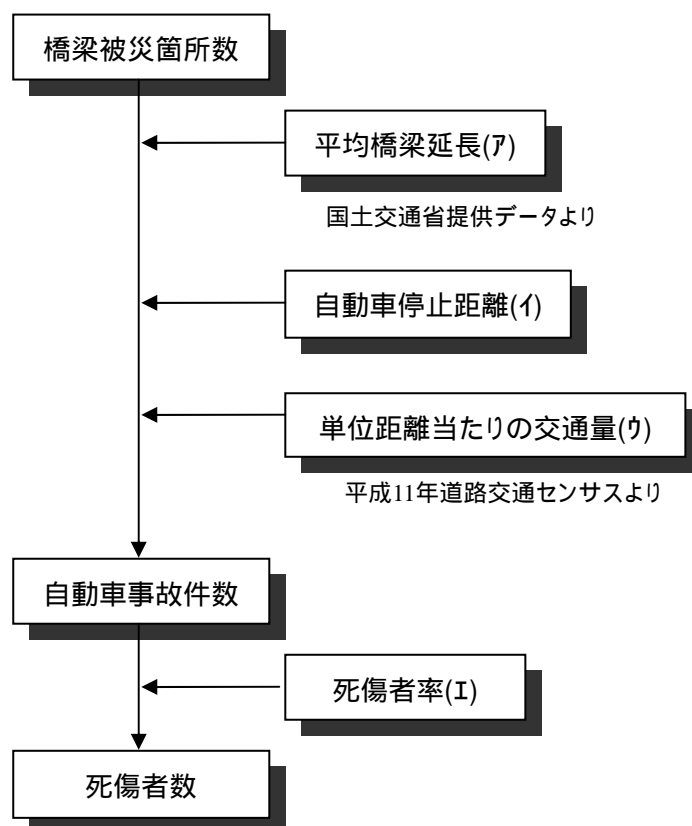 橋梁被災箇所数
平均橋梁延長(ｱ)
国土交通省提供データより
自動車停止距離(ｲ)
単位距離当たりの交通量(ｳ)
平成11年道路交通センサスより
自動車事故件数
死傷者率(ｴ)
死傷者数